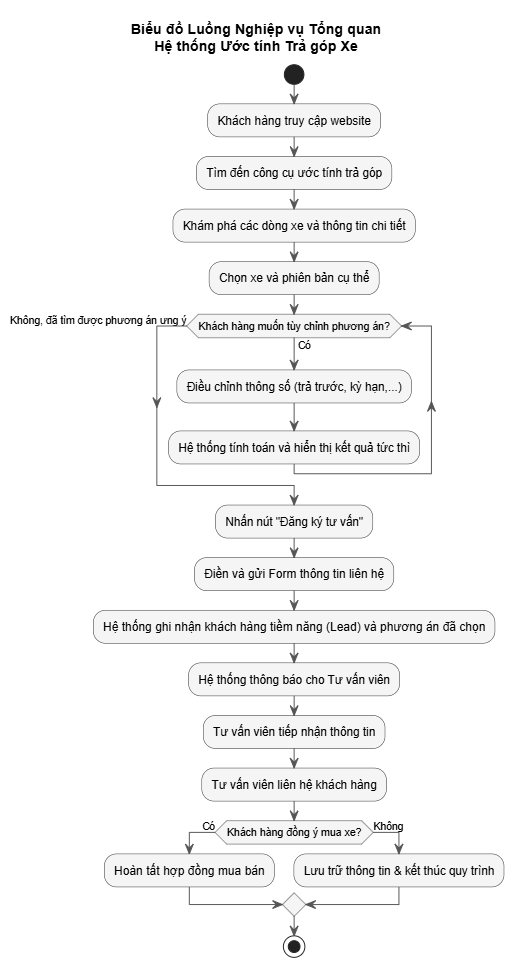 Biểu đồ Luồng Nghiệp vụ Tổng quan
Hệ thống Ước tính Trả góp Xe
Khách hàng truy cập website
Tìm đến công cụ ước tính trả góp
Khám phá các dòng xe và thông tin chi tiết
Chọn xe và phiên bản cụ thể
Không, đã tìm được phương án ưng ý
Khách hàng muốn tùy chỉnh phương án?
Có
Điều chỉnh thông số (trả trước, kỳ hạn,...)
Hệ thống tính toán và hiển thị kết quả tức thì
Nhấn nút "Đăng ký tư vấn"
Điền và gửi Form thông tin liên hệ
Hệ thống ghi nhận khách hàng tiềm năng (Lead) và phương án đã chọn
Hệ thống thông báo cho Tư vấn viên
Tư vấn viên tiếp nhận thông tin
Tư vấn viên liên hệ khách hàng
Có
Khách hàng đồng ý mua xe?
Không
Hoàn tất hợp đồng mua bán
Lưu trữ thông tin & kết thúc quy trình